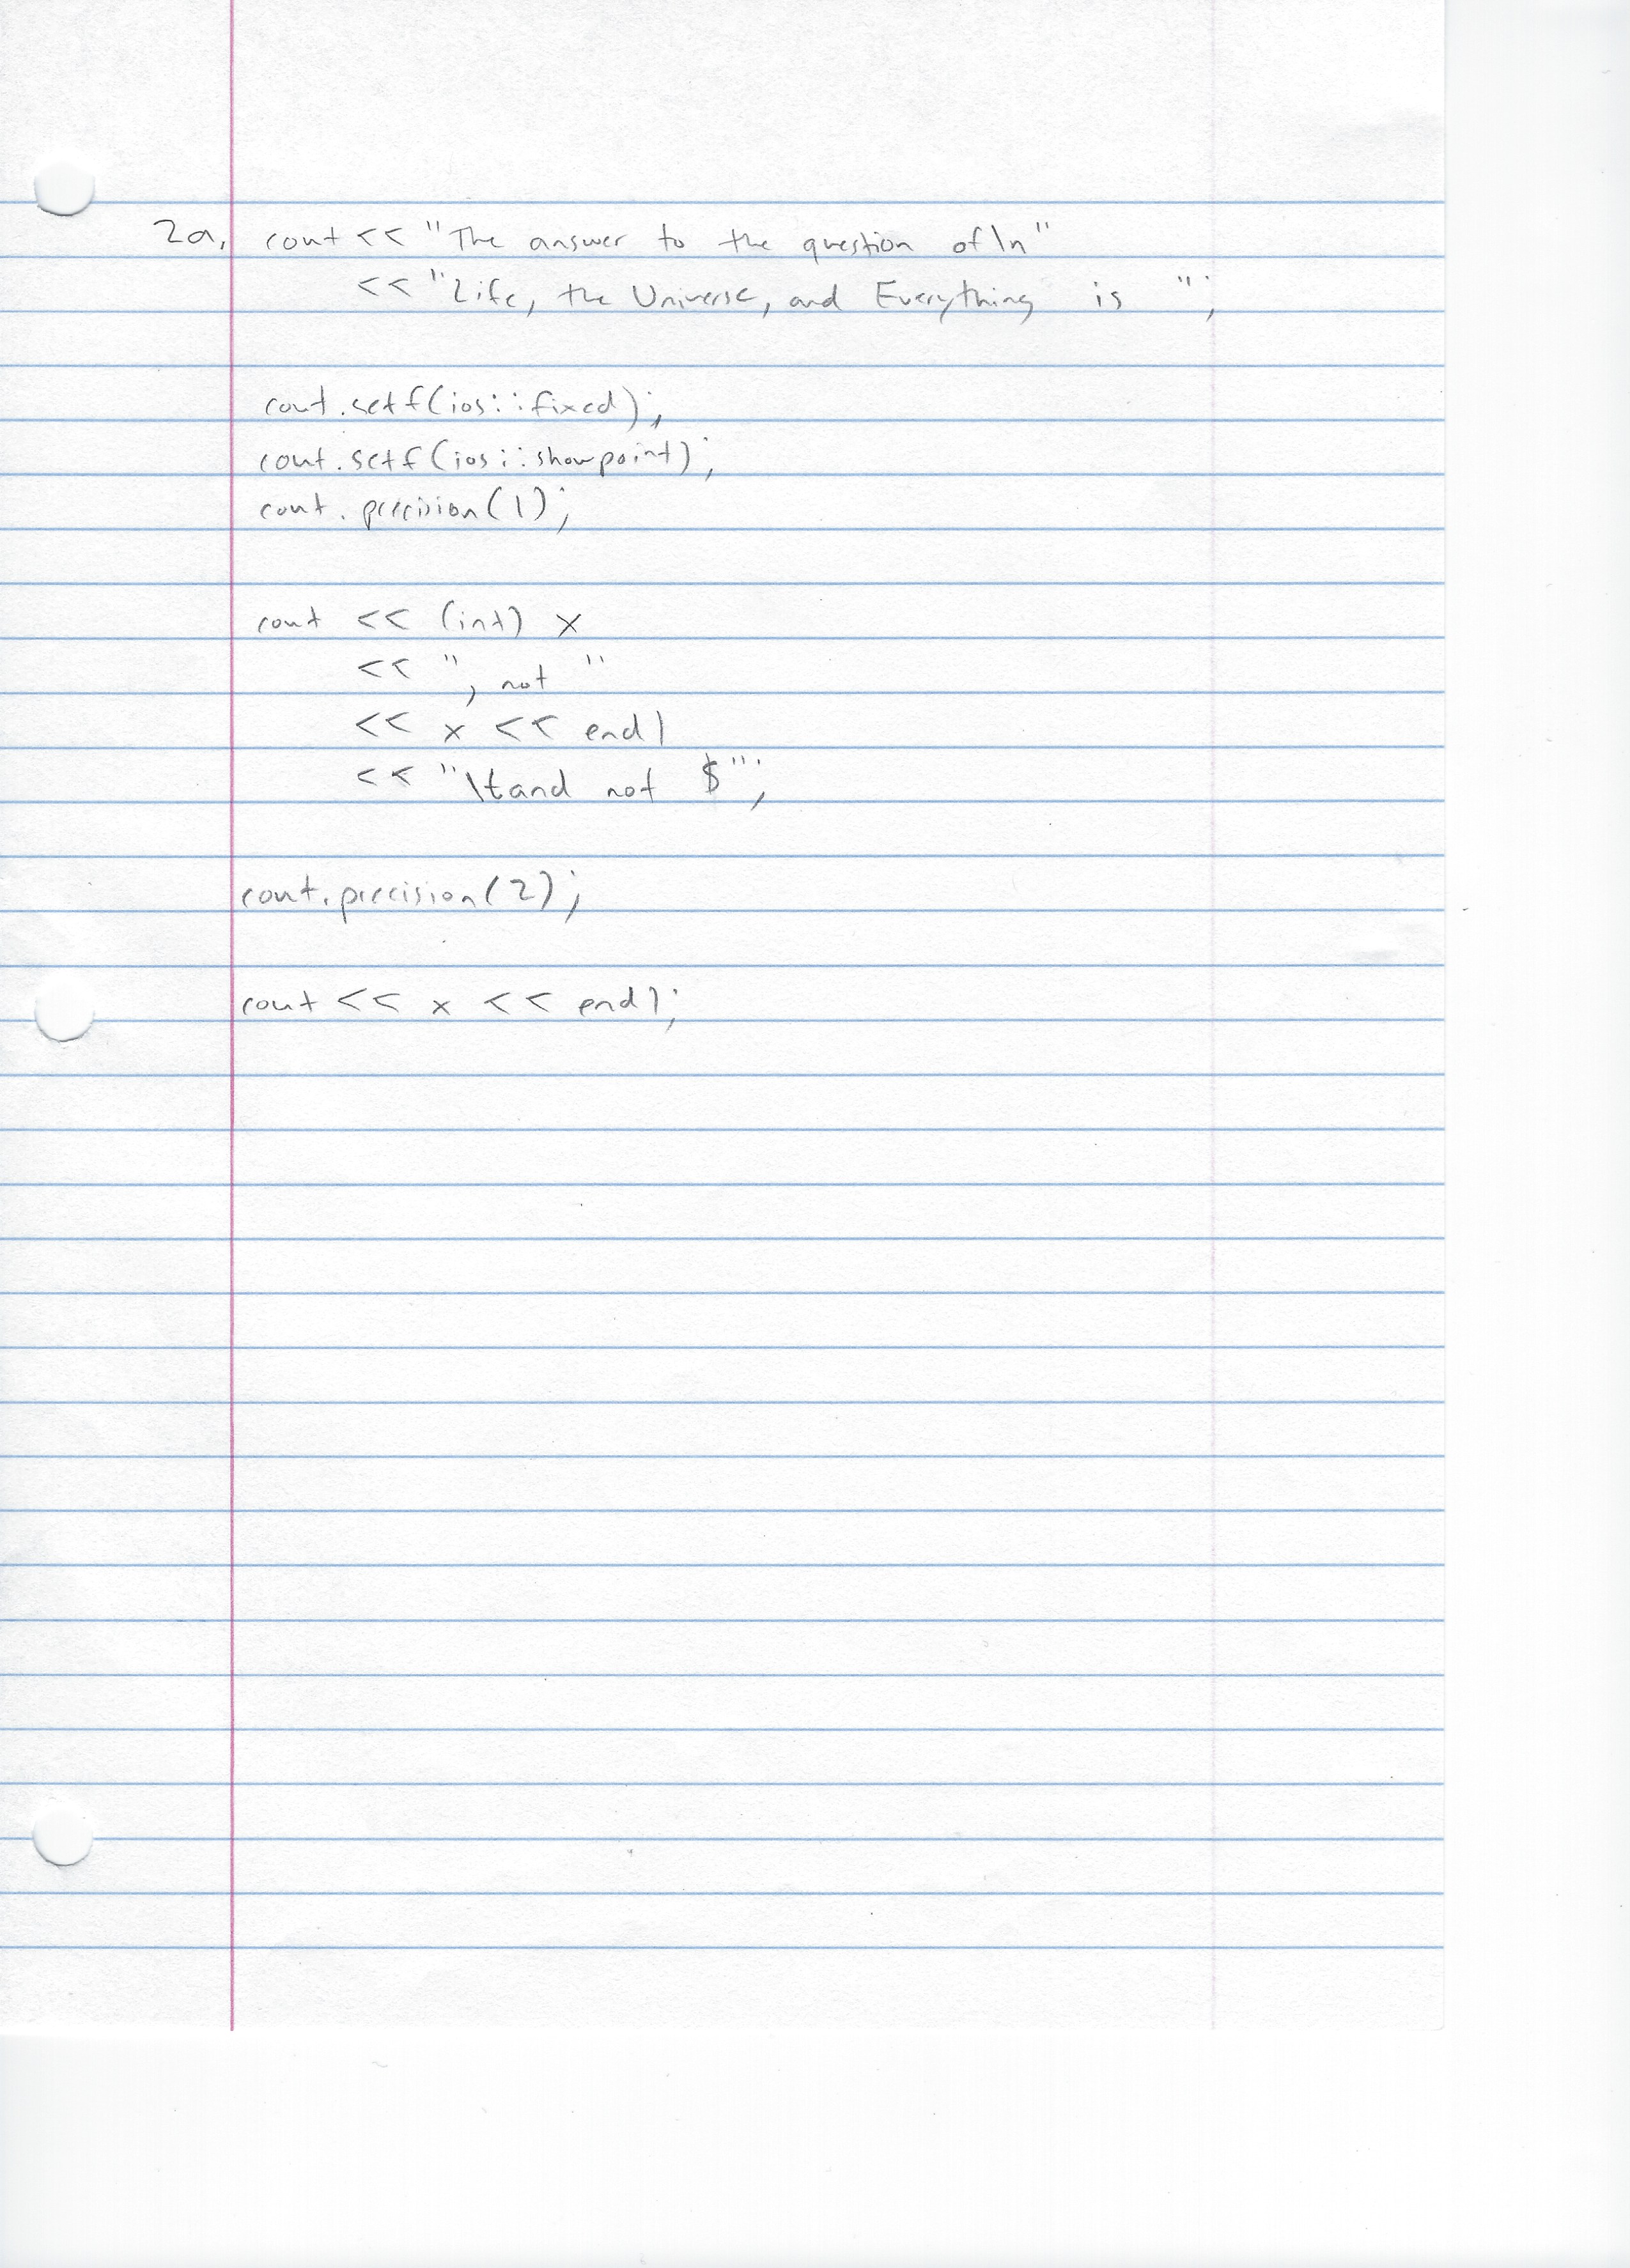 2a. cout << "The answer to the question of\n"
<< "Life, the Universe, and Everything is ";
cout.setf(ios::fixed);
cout.setf(ios::showpoint);
cout.precision(1);
cout << (int) x
<< ", not "
<< x << endl
<< "\tand not $";
cout.precision(2);
cout << x << endl;